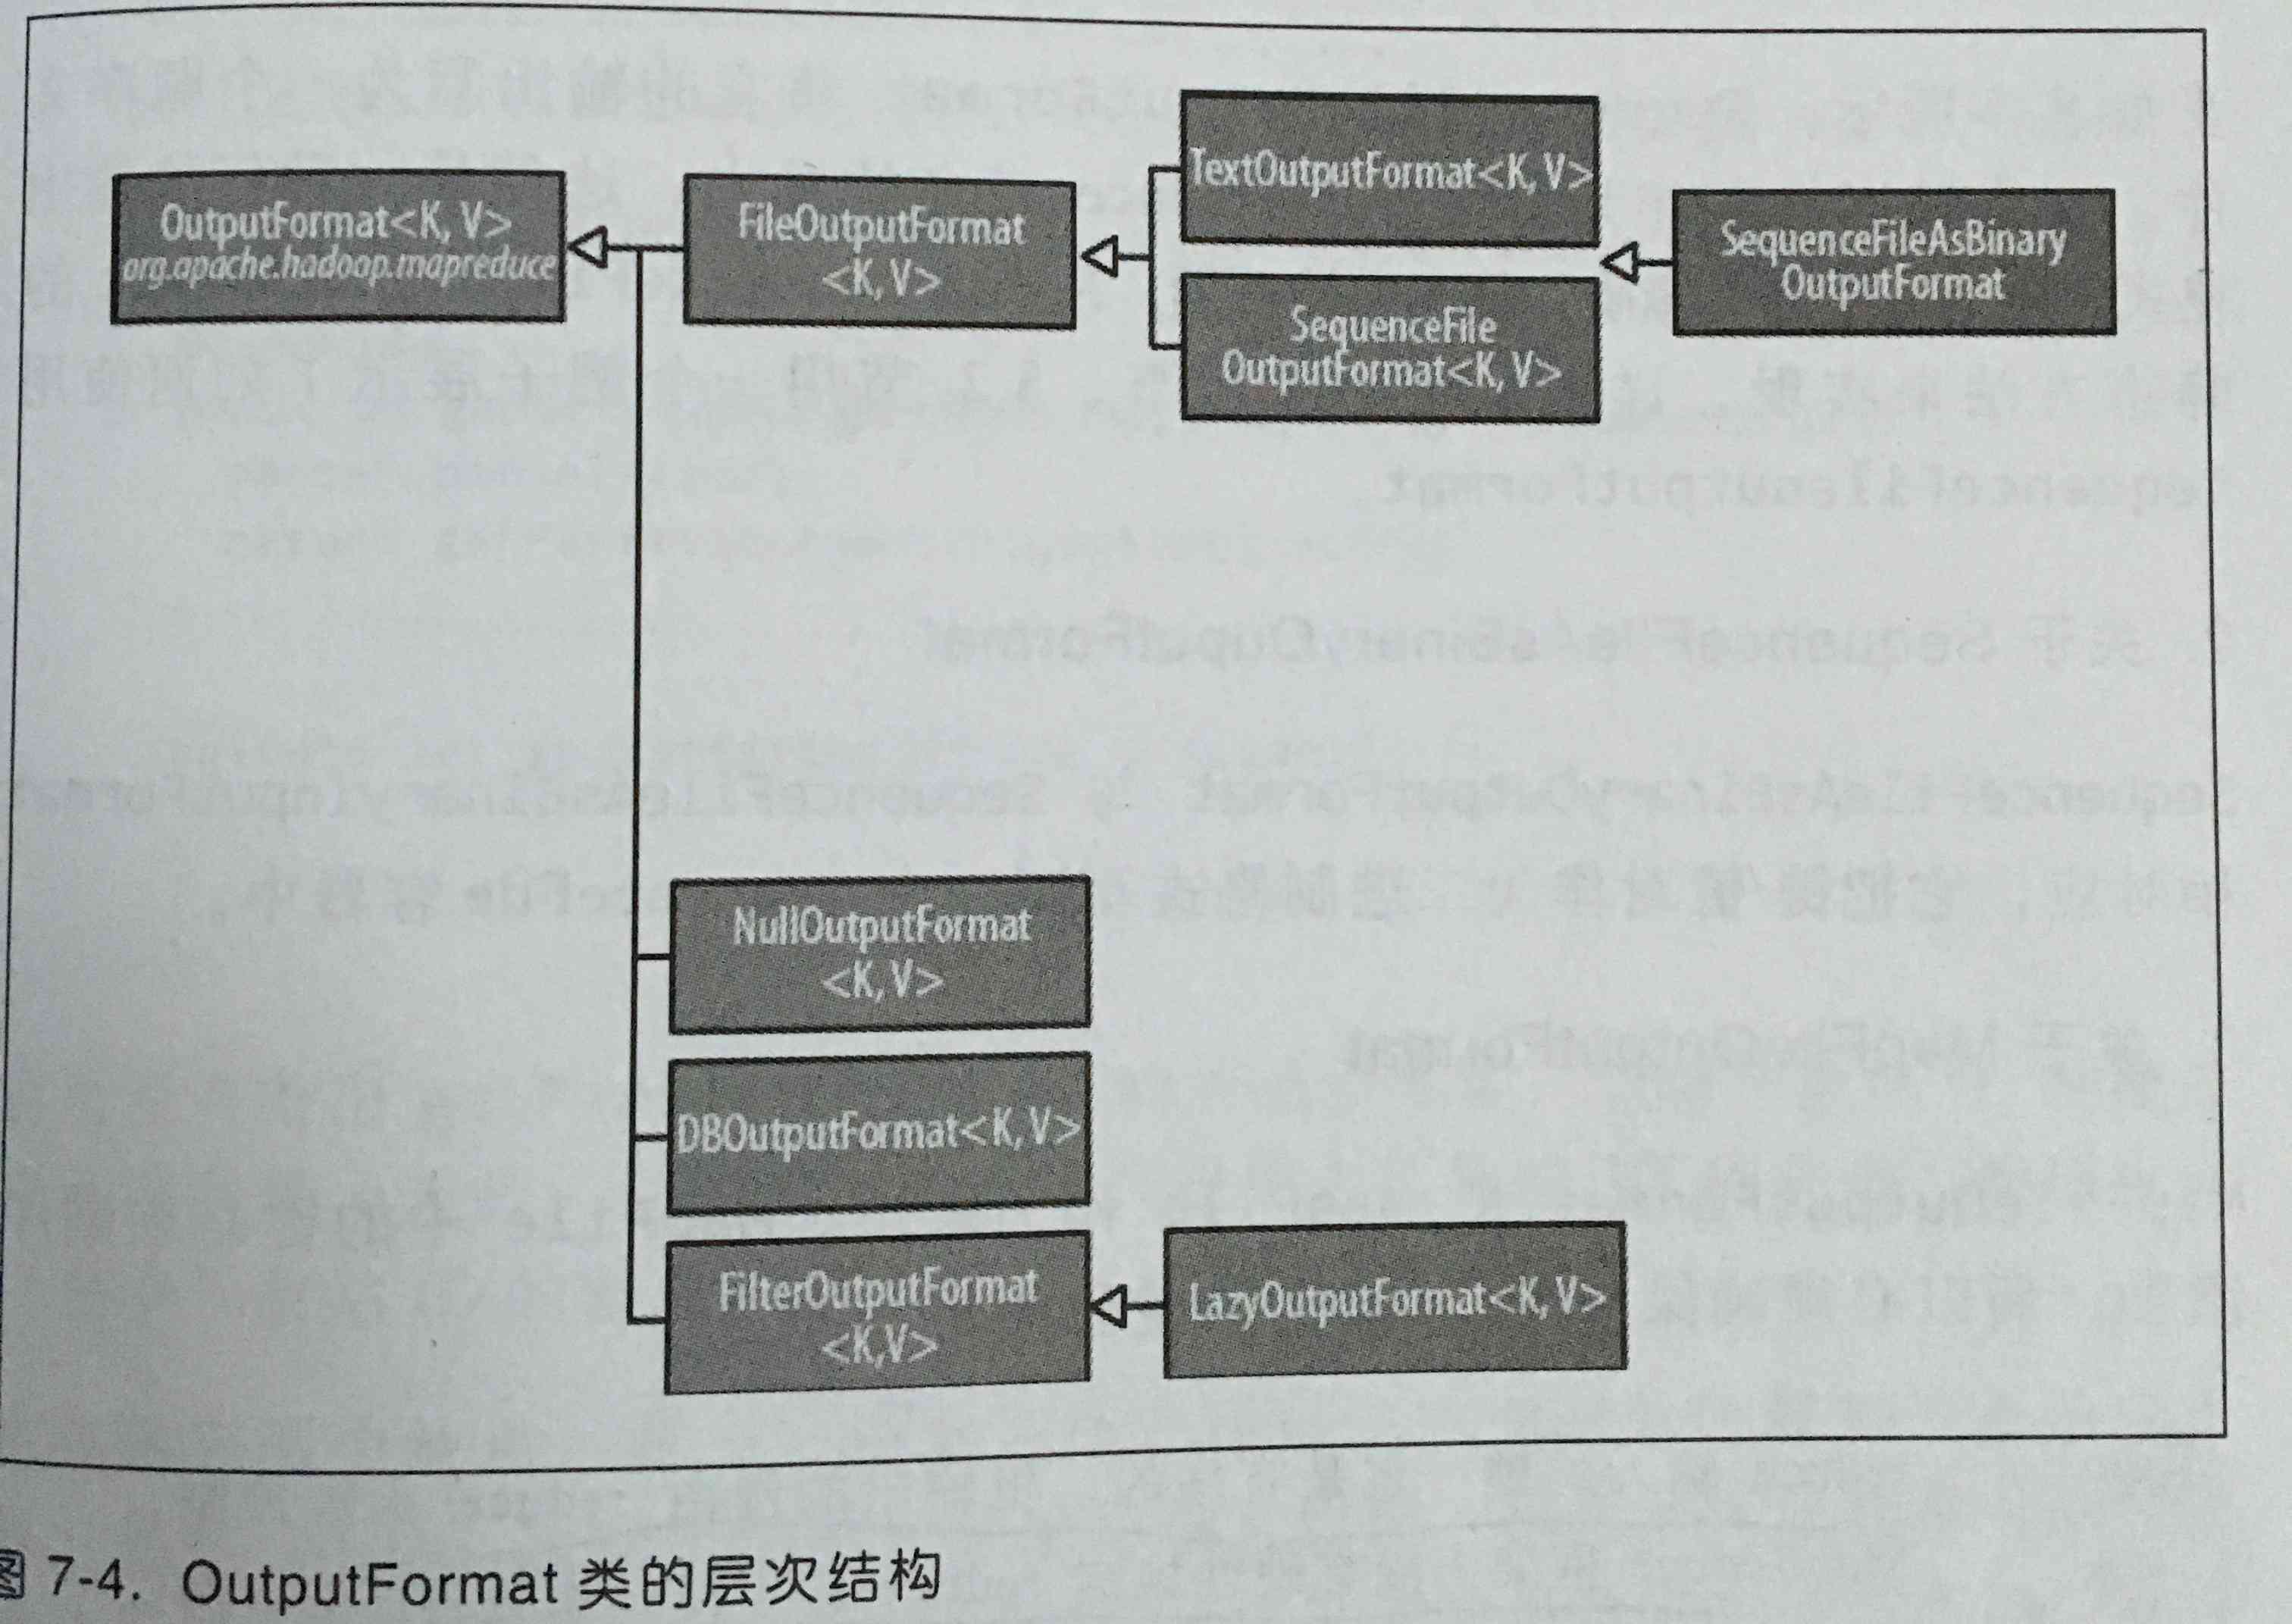 OutputFormat<K, V>
org.apache.hadoop.mapreduce
FileOutputFormat
<K, V>
TextOutputFormat<K, V>
SequenceFile
OutputFormat<K, V>
SequenceFileAsBinary
OutputFormat
NullOutputFormat
<K, V>
DBOutputFormat<K, V>
FilterOutputFormat
<K,V>
LazyOutputFormat<K, V>
图 7-4. OutputFormat 类的层次结构